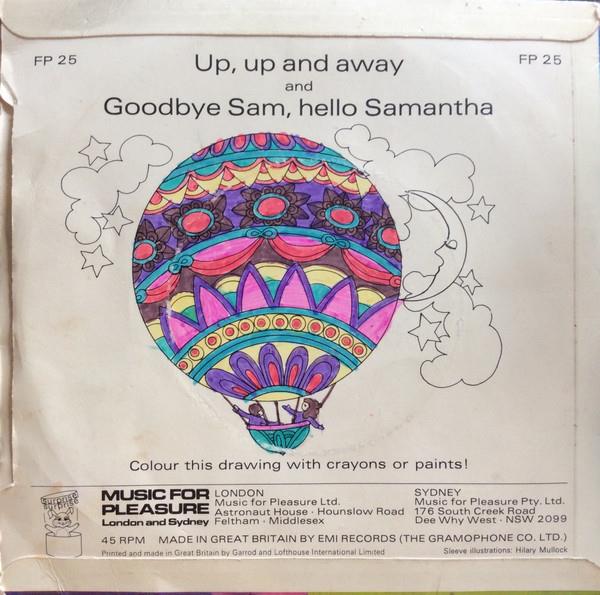 FP 25
FP 25
Up, up and away
and
Goodbye Sam, hello Samantha
Colour this drawing with crayons or paints!
surprise
surprise
MUSIC FOR
PLEASURE
London and Sydney
LONDON
Music for Pleasure Ltd.
Astronaut House · Hounslow Road
Feltham · Middlesex
SYDNEY
Music for Pleasure Pty. Ltd.
176 South Creek Road
Dee Why West · NSW 2099
45 RPM MADE IN GREAT BRITAIN BY EMI RECORDS (THE GRAMOPHONE CO. LTD.)
Printed and made in Great Britain by Garrod and Lofthouse International Limited
Sleeve illustrations: Hilary Mullock